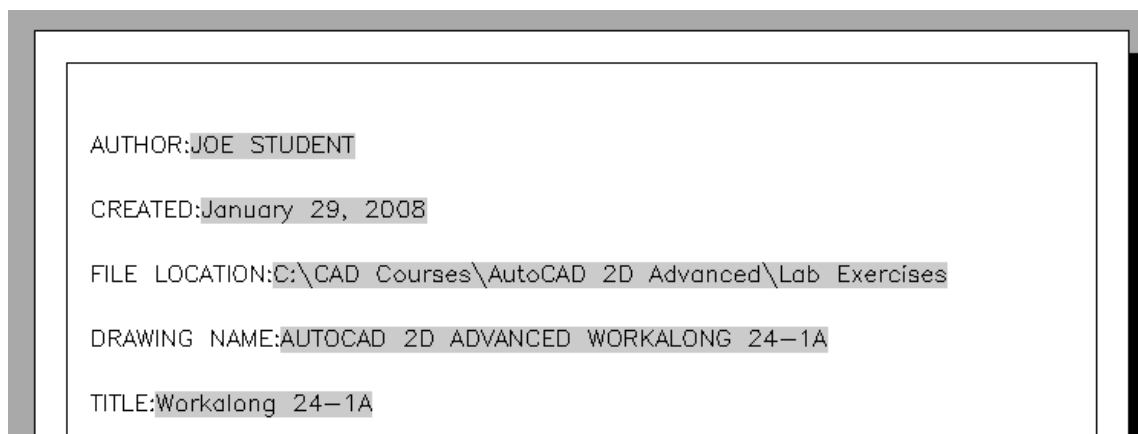 AUTHOR:JOE STUDENT
CREATED:January 29, 2008
FILE LOCATION:C:\CAD Courses\AutoCAD 2D Advanced\Lab Exercises
DRAWING NAME:AUTOCAD 2D ADVANCED WORKALONG 24-1A
TITLE:Workalong 24-1A